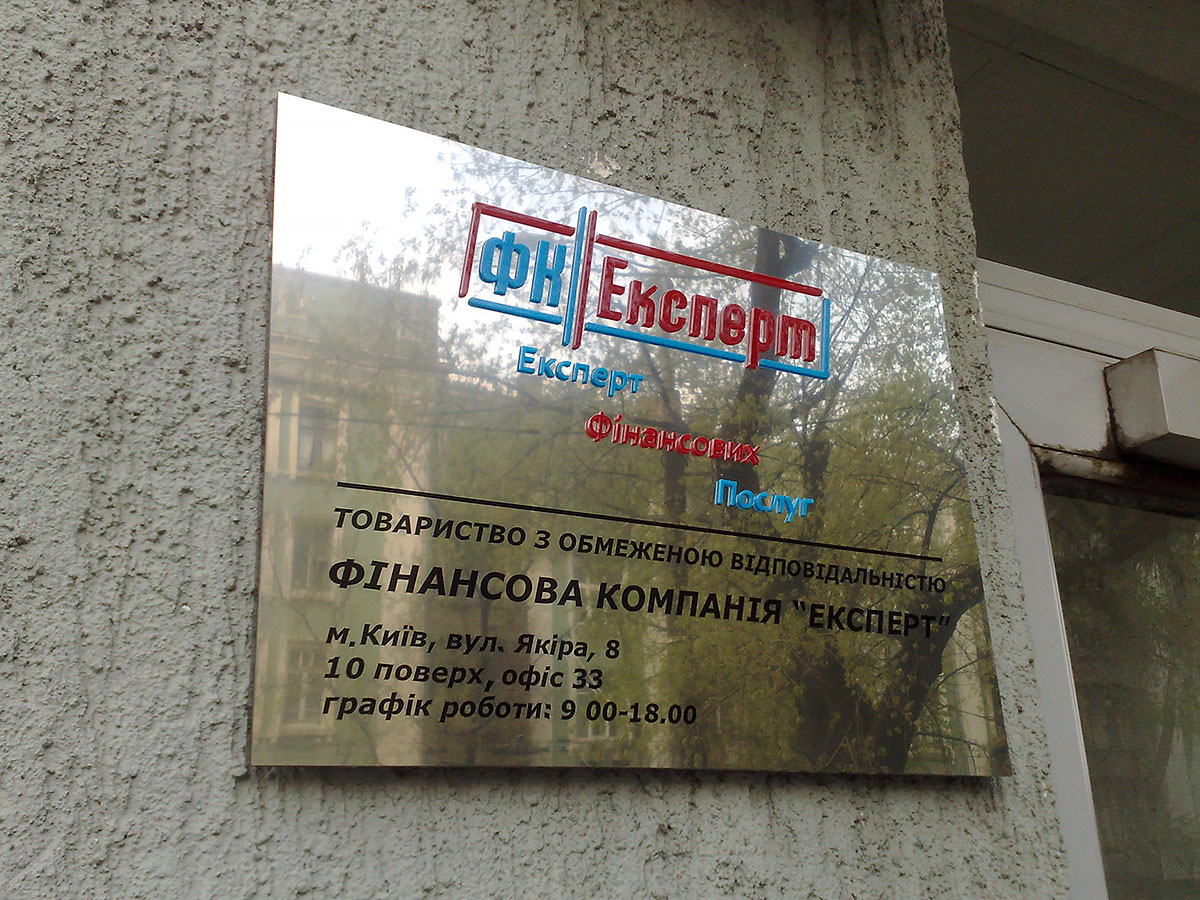 ФК Експерт
Експерт
Фінансових
Послуг
ТОВАРИСТВО З ОБМЕЖЕНОЮ ВІДПОВІДАЛЬНІСТЮ
ФІНАНСОВА КОМПАНІЯ "ЕКСПЕРТ"
м.Київ, вул. Якіра, 8
10 поверх, офіс 33
графік роботи: 9 00-18.00